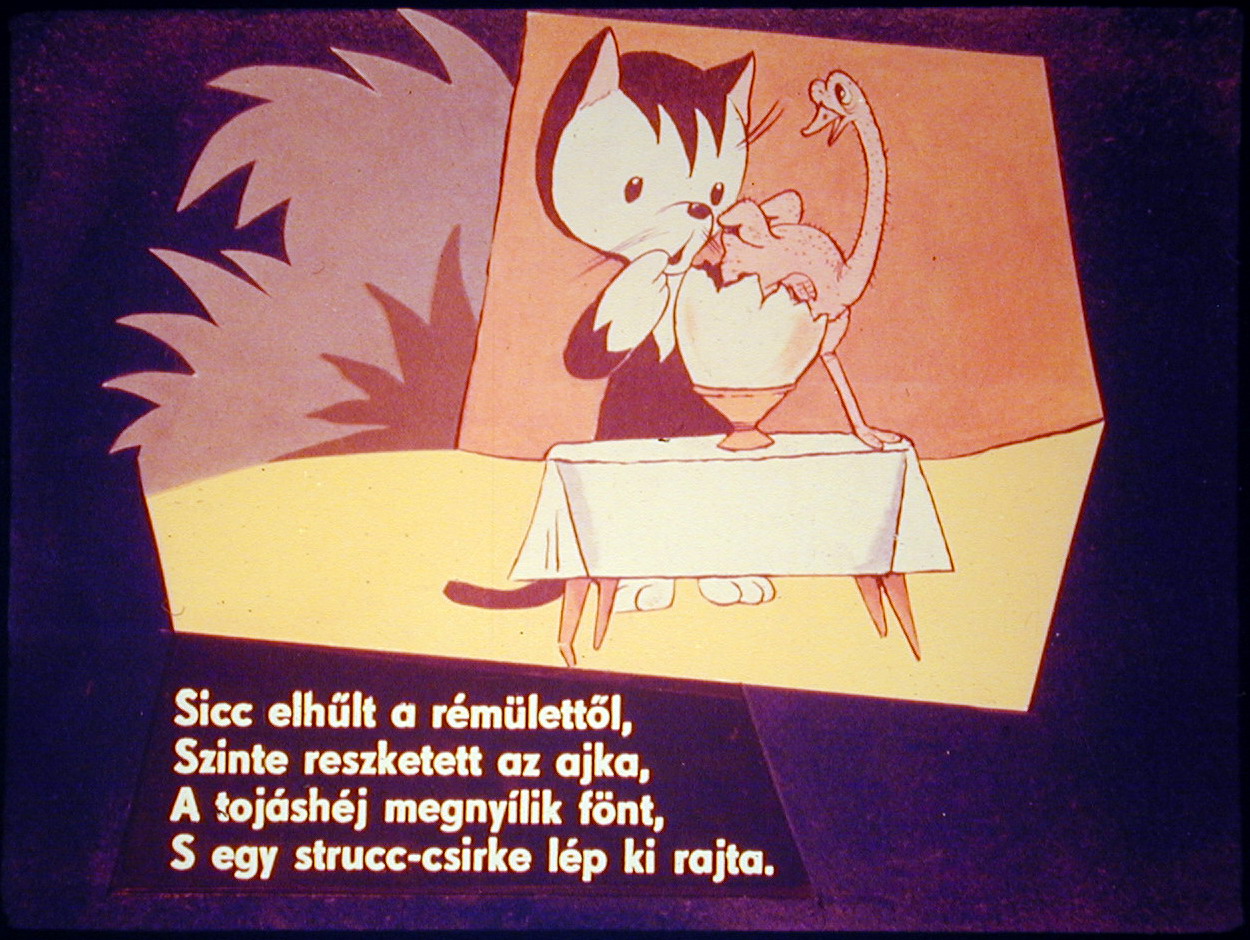 Sicc elhűlt a rémülettől,
Szinte reszketett az ajka,
A tojáshéj megnyílik fönt,
S egy strucc-csirke lép ki rajta.